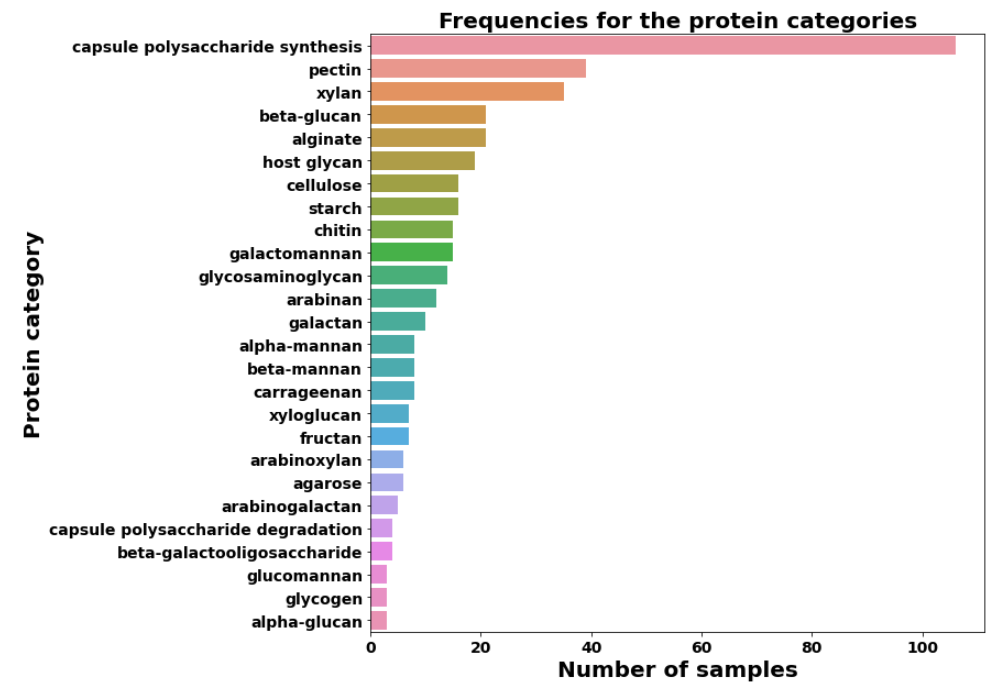 Frequencies for the protein categories
capsule polysaccharide synthesis
pectin
xylan
beta-glucan
alginate
host glycan
cellulose
starch
chitin
galactomannan
glycosaminoglycan
arabinan
galactan
alpha-mannan
beta-mannan
carrageenan
xyloglucan
fructan
arabinoxylan
agarose
arabinogalactan
capsule polysaccharide degradation
beta-galactooligosaccharide
glucomannan
glycogen
alpha-glucan
Protein category
0 20 40 60 80 100
Number of samples